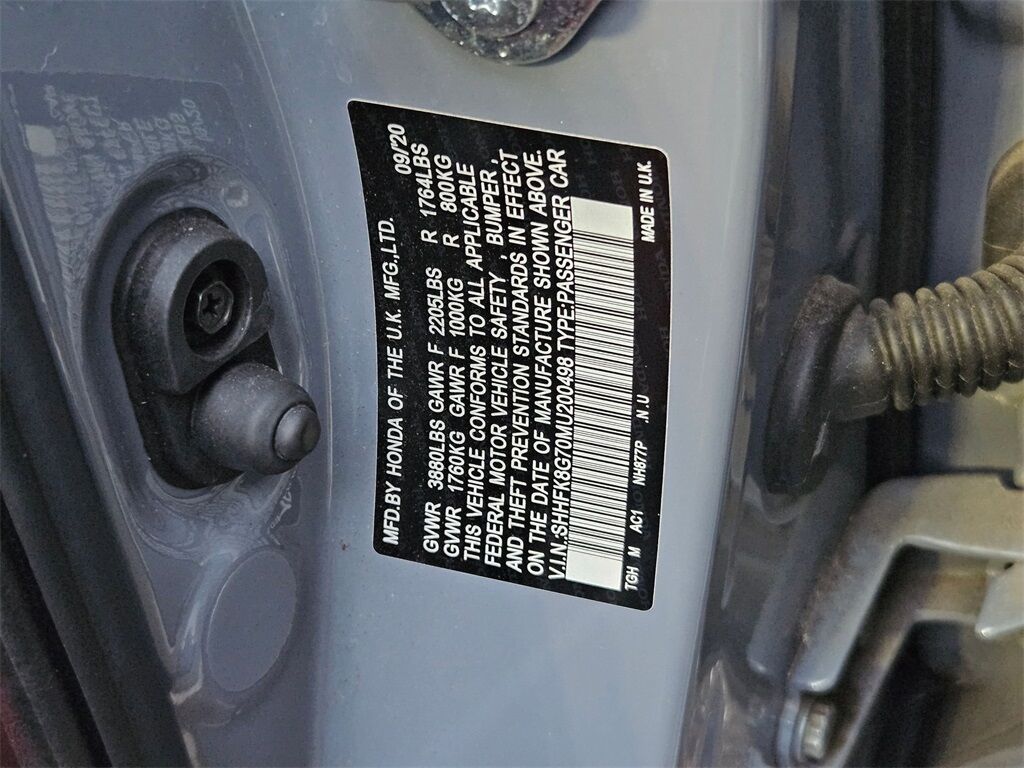 MFD.BY HONDA OF THE U.K. MFG.,LTD. 09/'20
GVWR 3880LBS GAWR F 2205LBS R 1764LBS
GVWR 1760KG GAWR F 1000KG R 800KG
THIS VEHICLE CONFORMS TO ALL APPLICABLE
FEDERAL MOTOR VEHICLE SAFETY , BUMPER ,
AND THEFT PREVENTION STANDARDS IN EFFECT
ON THE DATE OF MANUFACTURE SHOWN ABOVE.
V.I.N.:SHHFK8G70MU200498 TYPE:PASSENGER CAR
TGH M AC1 NH877P .N.U MADE IN U.K.